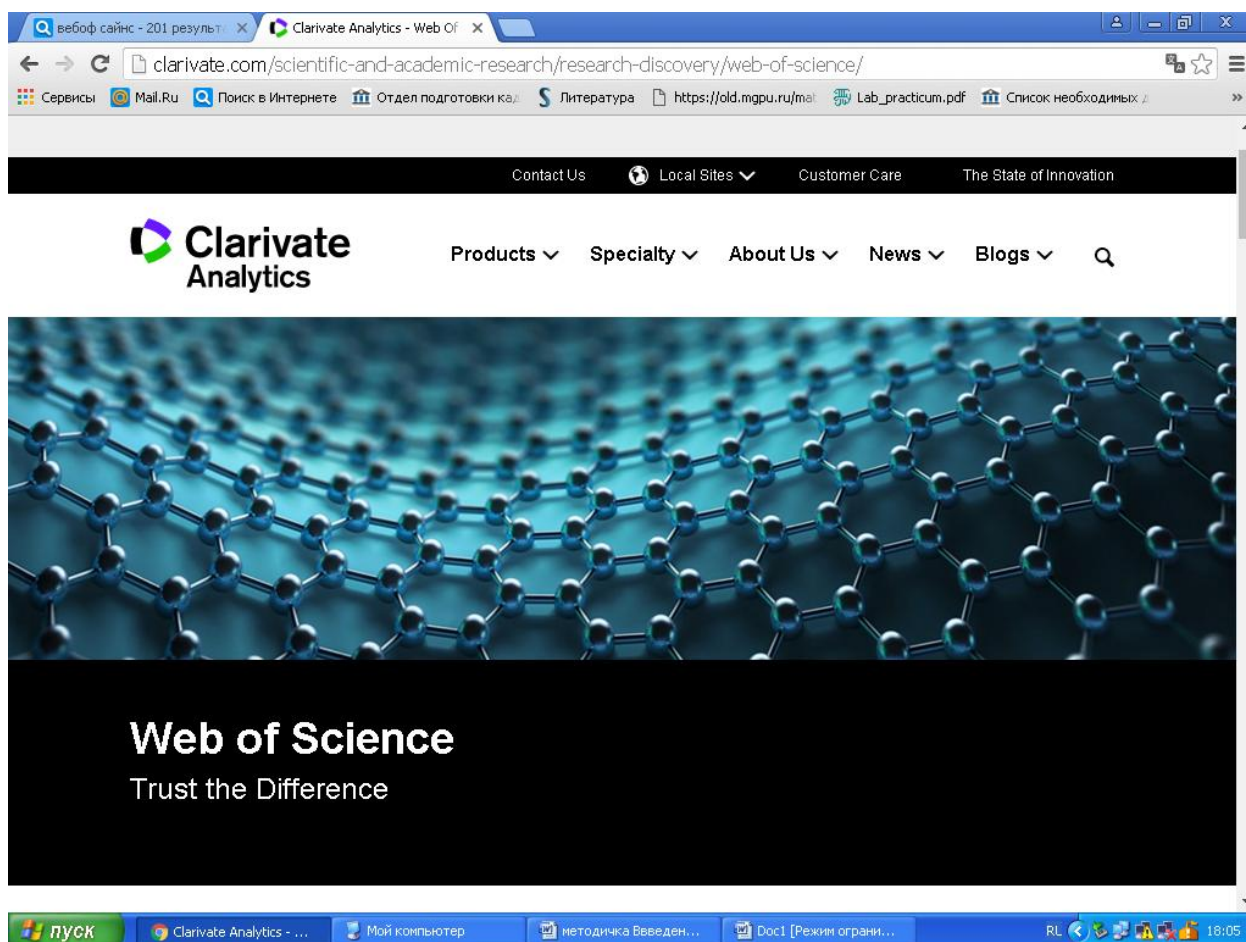 вебоф сайнс - 201 результ
Clarivate Analytics - Web Of
clarivate.com/scientific-and-academic-research/research-discovery/web-of-science/
Сервисы Mail.Ru Поиск в Интернете Отдел подготовки кад Литература https://old.mgpu.ru/mat Lab_practicum.pdf Список необходимых д »
Contact Us Local Sites Customer Care The State of Innovation
Clarivate
Analytics
Products Specialty About Us News Blogs
Web of Science
Trust the Difference
пуск Clarivate Analytics - ... Мой компьютер методичка Ввведен... Doc1 [Режим ограни... RL 18:05